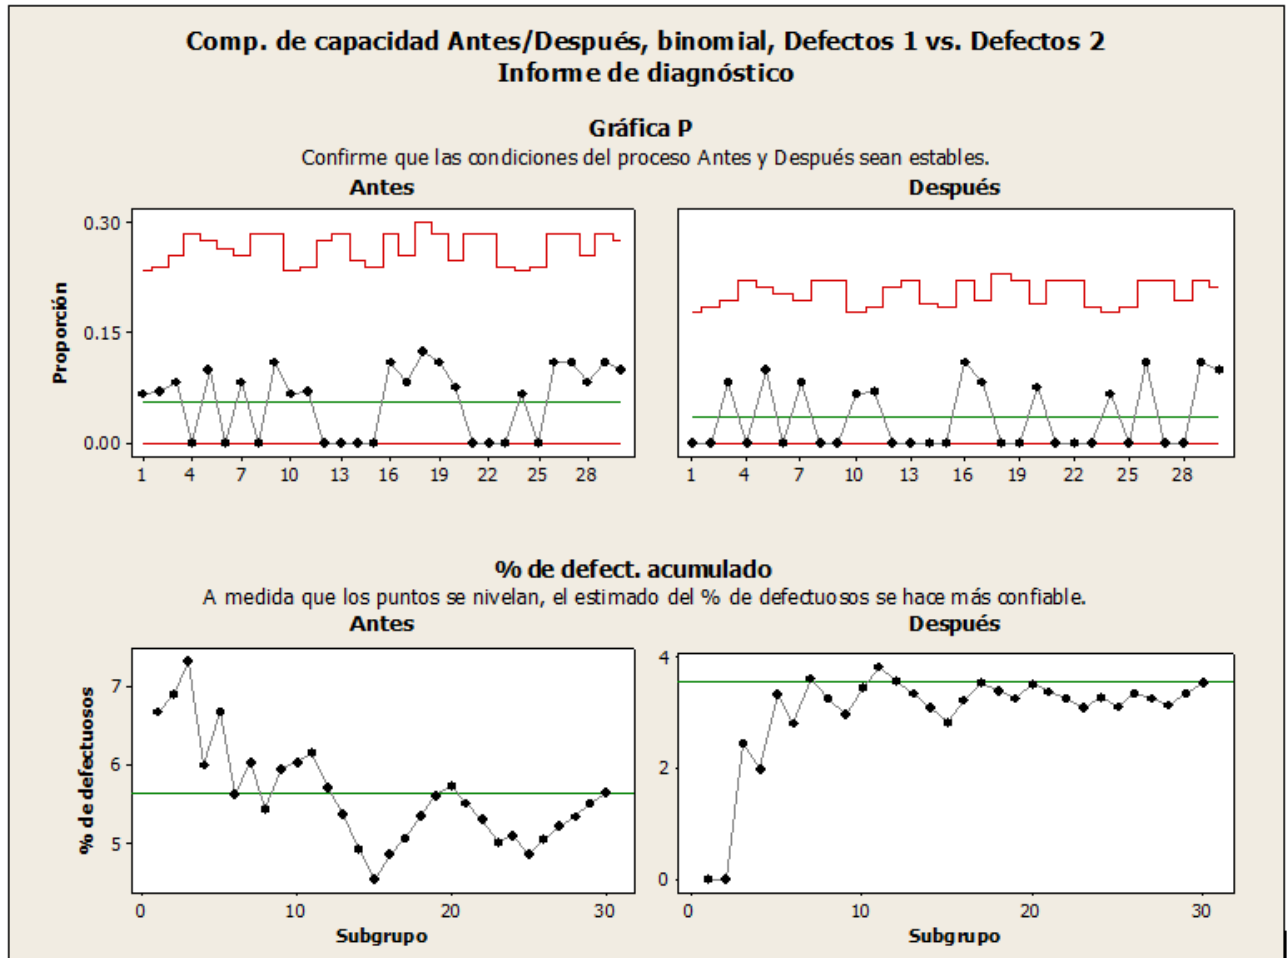 Comp. de capacidad Antes/Después, binomial, Defectos 1 vs. Defectos 2
Informe de diagnóstico
Gráfica P
Confirme que las condiciones del proceso Antes y Después sean estables.
Antes
Después
Proporción
0.30
0.15
0.00
1 4 7 10 13 16 19 22 25 28
1 4 7 10 13 16 19 22 25 28
% de defect. acumulado
A medida que los puntos se nivelan, el estimado del % de defectuosos se hace más confiable.
Antes
Después
% de defectuosos
7
6
5
4
2
0
0 10 20 30
0 10 20 30
Subgrupo
Subgrupo